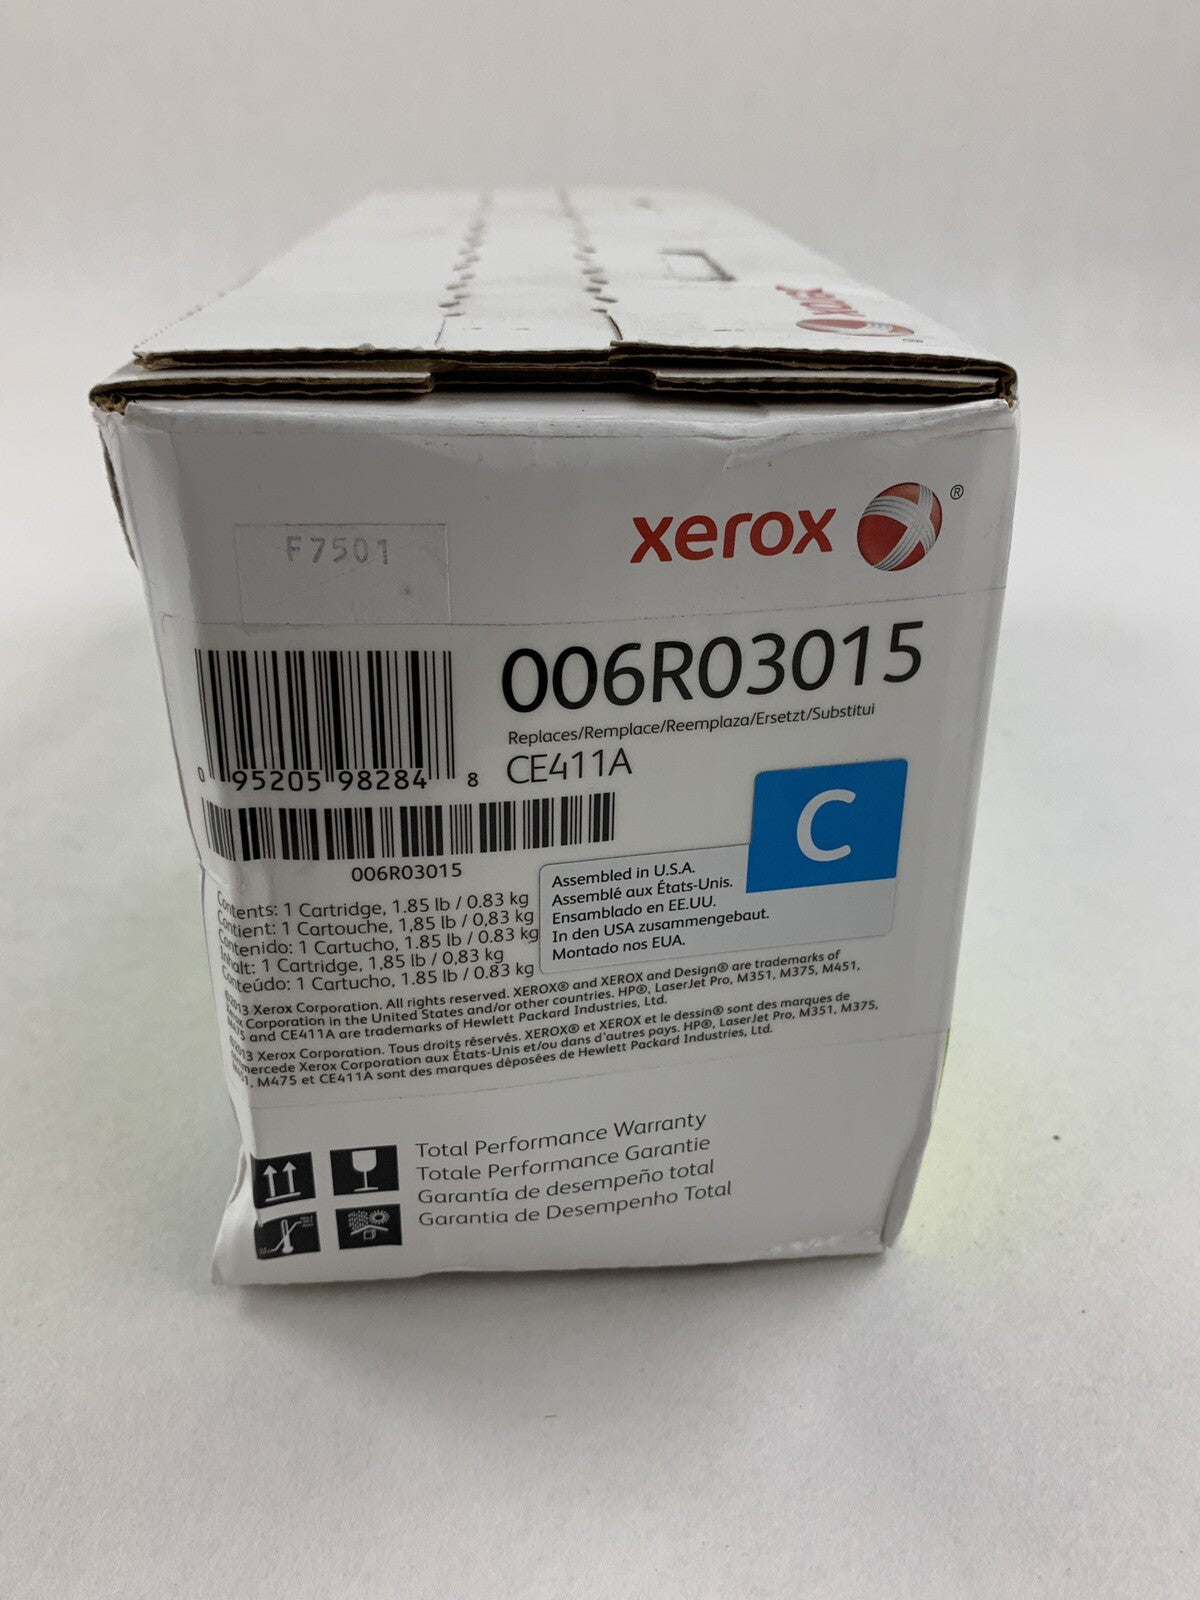 xerox ®
F7501
xerox ®
006R03015
Replaces/Remplace/Reemplaza/Ersetzt/Substitui
CE411A
C
0 95205 98284 8
006R03015
Contents: 1 Cartridge, 1.85 lb / 0.83 kg
Contient: 1 Cartouche, 1,85 lb / 0,83 kg
Contenido: 1 Cartucho, 1.85 lb / 0.83 kg
Inhalt: 1 Cartridge, 1,85 lb / 0,83 kg
Conteúdo: 1 Cartucho, 1.85 lb / 0.83 kg
Assembled in U.S.A.
Assemblé aux États-Unis.
Ensamblado en EE.UU.
In den USA zusammengebaut.
Montado nos EUA.
©2013 Xerox Corporation. All rights reserved. XEROX® and XEROX and Design® are trademarks of
Xerox Corporation in the United States and/or other countries. HP®, LaserJet Pro, M351, M375, M451,
M475 and CE411A are trademarks of Hewlett Packard Industries, Ltd.
©2013 Xerox Corporation. Tous droits réservés. XEROX® et XEROX et le dessin® sont des marques de
commercede Xerox Corporation aux États-Unis et/ou dans d'autres pays. HP®, LaserJet Pro, M351, M375,
M475 et CE411A sont des marques déposées de Hewlett Packard Industries, Ltd.
Total Performance Warranty
Totale Performance Garantie
Garantía de desempeño total
Garantia de Desempenho Total